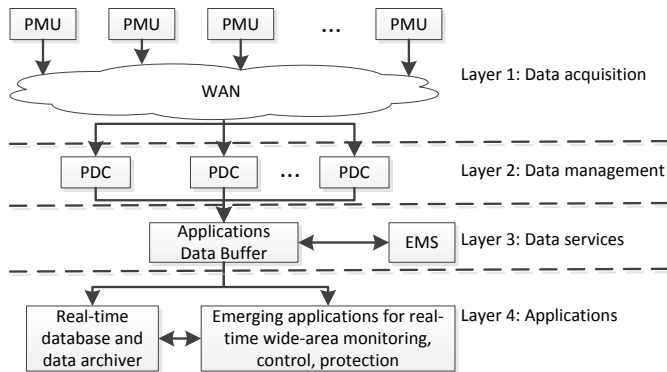 PMU PMU PMU ... PMU
WAN
Layer 1: Data acquisition
PDC PDC ... PDC
Layer 2: Data management
Applications
Data Buffer
EMS
Layer 3: Data services
Real-time
database and
data archiver
Emerging applications for real-
time wide-area monitoring,
control, protection
Layer 4: Applications